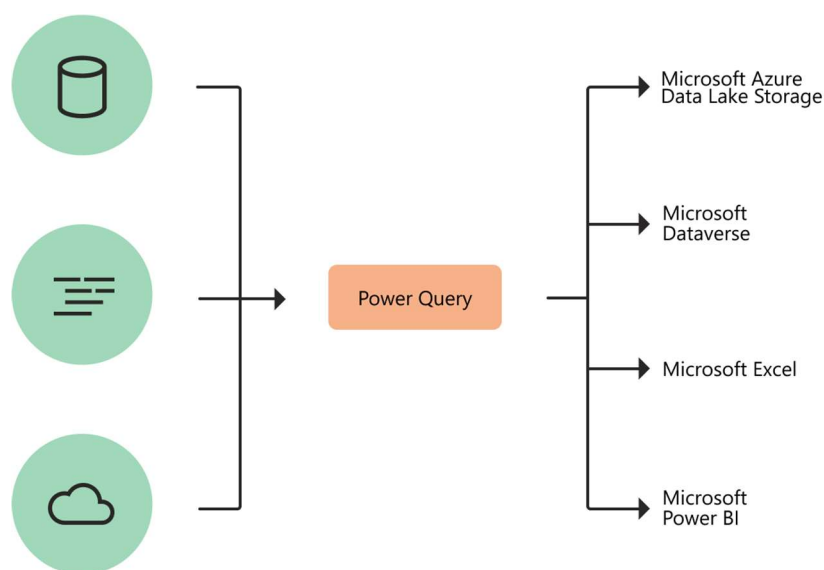 Microsoft Azure
Data Lake Storage
Microsoft
Dataverse
Power Query
Microsoft Excel
Microsoft
Power BI